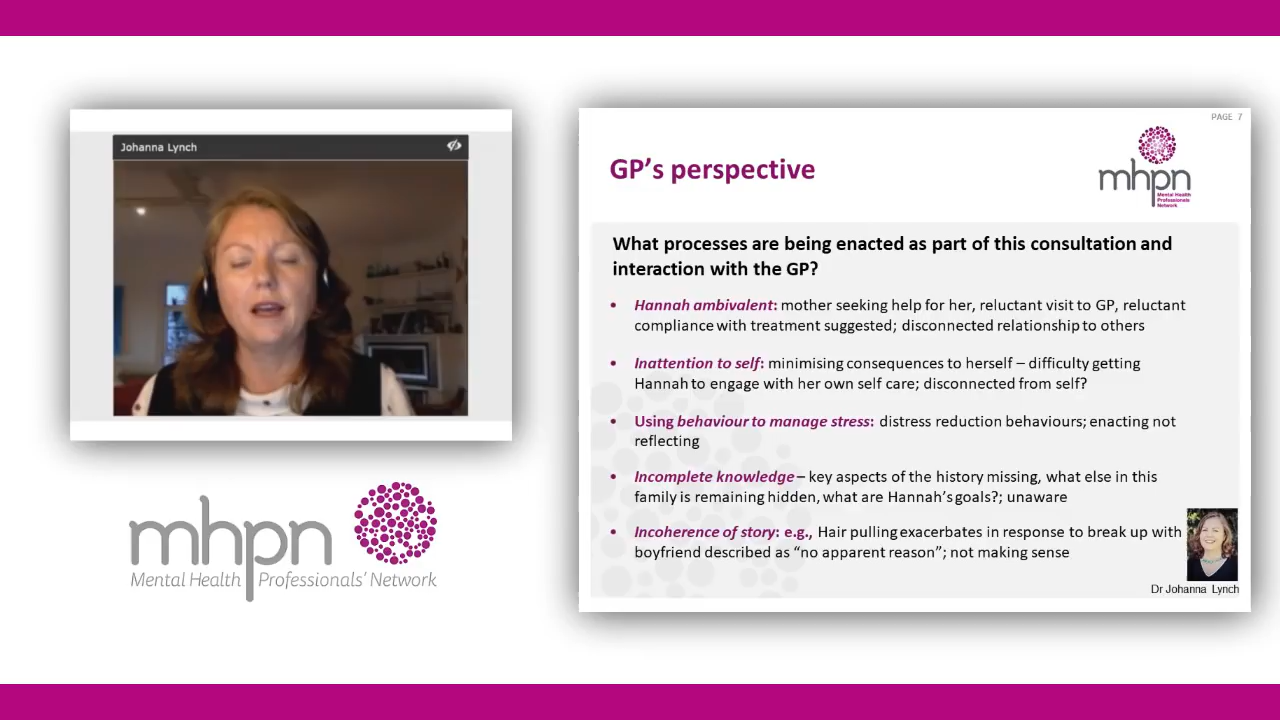 Johanna Lynch
mhpn
Mental Health Professionals' Network
PAGE 7
GP's perspective
mhpn
Mental Health
Professionals
Network
What processes are being enacted as part of this consultation and
interaction with the GP?
• Hannah ambivalent: mother seeking help for her, reluctant visit to GP, reluctant
compliance with treatment suggested; disconnected relationship to others
• Inattention to self: minimising consequences to herself – difficulty getting
Hannah to engage with her own self care; disconnected from self?
• Using behaviour to manage stress: distress reduction behaviours; enacting not
reflecting
• Incomplete knowledge – key aspects of the history missing, what else in this
family is remaining hidden, what are Hannah's goals?; unaware
• Incoherence of story: e.g., Hair pulling exacerbates in response to break up with
boyfriend described as “no apparent reason”; not making sense
Dr Johanna Lynch